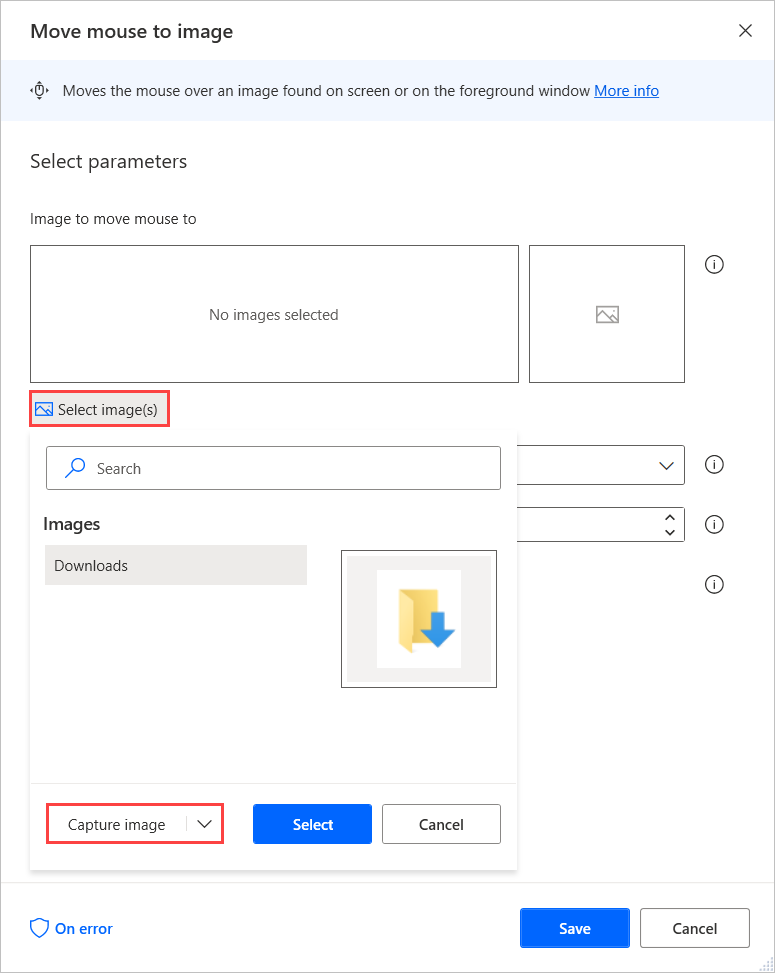 Move mouse to image
Moves the mouse over an image found on screen or on the foreground window More info
Select parameters
Image to move mouse to
No images selected
Select image(s)
Search
Images
Downloads
Capture image
Select
Cancel
On error
Save
Cancel